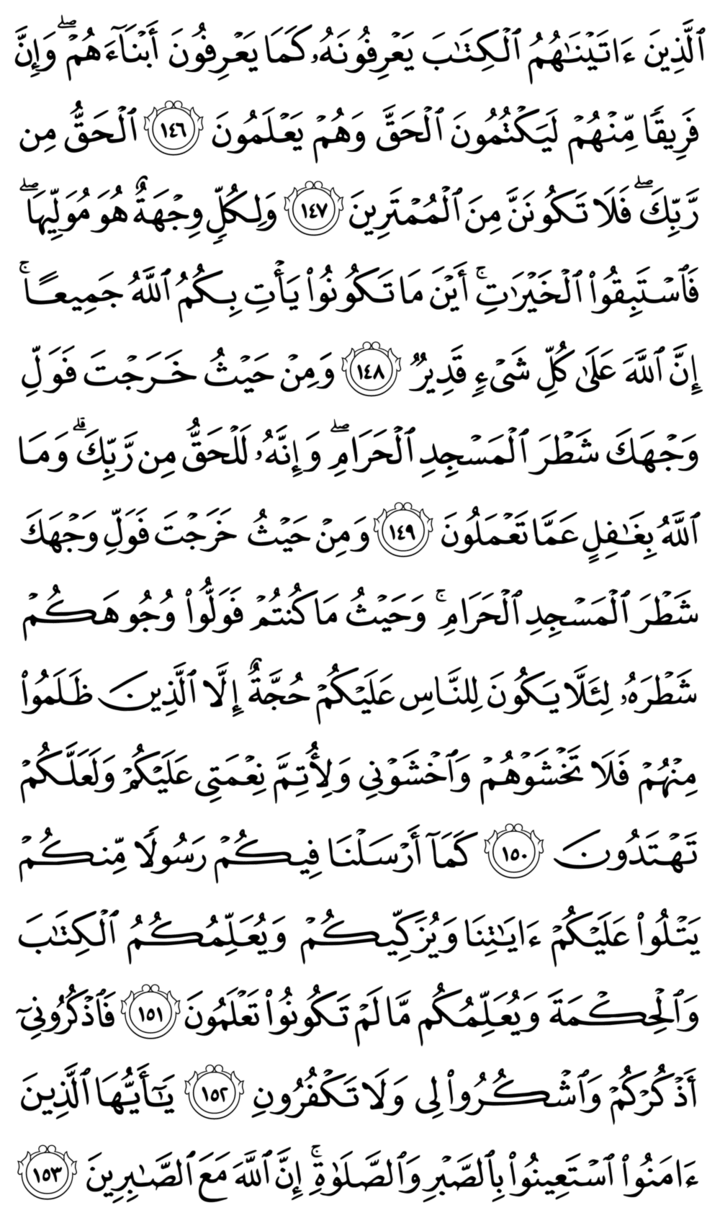 ٱلَّذِينَ ءَاتَيْنَٰهُمُ ٱلْكِتَٰبَ يَعْرِفُونَهُۥ كَمَا يَعْرِفُونَ أَبْنَآءَهُمْ ۖ وَإِنَّ
فَرِيقًا مِّنْهُمْ لَيَكْتُمُونَ ٱلْحَقَّ وَهُمْ يَعْلَمُونَ ١٤٦ ٱلْحَقُّ مِن
رَّبِّكَ ۖ فَلَا تَكُونَنَّ مِنَ ٱلْمُمْتَرِينَ ١٤٧ وَلِكُلٍّ وِجْهَةٌ هُوَ مُوَلِّيهَا ۖ
فَٱسْتَبِقُوا۟ ٱلْخَيْرَٰتِ ۚ أَيْنَ مَا تَكُونُوا۟ يَأْتِ بِكُمُ ٱللَّهُ جَمِيعًا ۚ
إِنَّ ٱللَّهَ عَلَىٰ كُلِّ شَىْءٍ قَدِيرٌ ١٤٨ وَمِنْ حَيْثُ خَرَجْتَ فَوَلِّ
وَجْهَكَ شَطْرَ ٱلْمَسْجِدِ ٱلْحَرَامِ ۖ وَإِنَّهُۥ لَلْحَقُّ مِن رَّبِّكَ ۗ وَمَا
ٱللَّهُ بِغَٰفِلٍ عَمَّا تَعْمَلُونَ ١٤٩ وَمِنْ حَيْثُ خَرَجْتَ فَوَلِّ وَجْهَكَ
شَطْرَ ٱلْمَسْجِدِ ٱلْحَرَامِ ۚ وَحَيْثُ مَا كُنتُمْ فَوَلُّوا۟ وُجُوهَكُمْ
شَطْرَهُۥ لِئَلَّا يَكُونَ لِلنَّاسِ عَلَيْكُمْ حُجَّةٌ إِلَّا ٱلَّذِينَ ظَلَمُوا۟
مِنْهُمْ فَلَا تَخْشَوْهُمْ وَٱخْشَوْنِى وَلِأُتِمَّ نِعْمَتِى عَلَيْكُمْ وَلَعَلَّكُمْ
تَهْتَدُونَ ١٥٠ كَمَآ أَرْسَلْنَا فِيكُمْ رَسُولًا مِّنكُمْ
يَتْلُوا۟ عَلَيْكُمْ ءَايَٰتِنَا وَيُزَكِّيكُمْ وَيُعَلِّمُكُمُ ٱلْكِتَٰبَ
وَٱلْحِكْمَةَ وَيُعَلِّمُكُم مَّا لَمْ تَكُونُوا۟ تَعْلَمُونَ ١٥١ فَٱذْكُرُونِىٓ
أَذْكُرْكُمْ وَٱشْكُرُوا۟ لِى وَلَا تَكْفُرُونِ ١٥٢ يَٰٓأَيُّهَا ٱلَّذِينَ
ءَامَنُوا۟ ٱسْتَعِينُوا۟ بِٱلصَّبْرِ وَٱلصَّلَوٰةِ ۚ إِنَّ ٱللَّهَ مَعَ ٱلصَّٰبِرِينَ ١٥٣